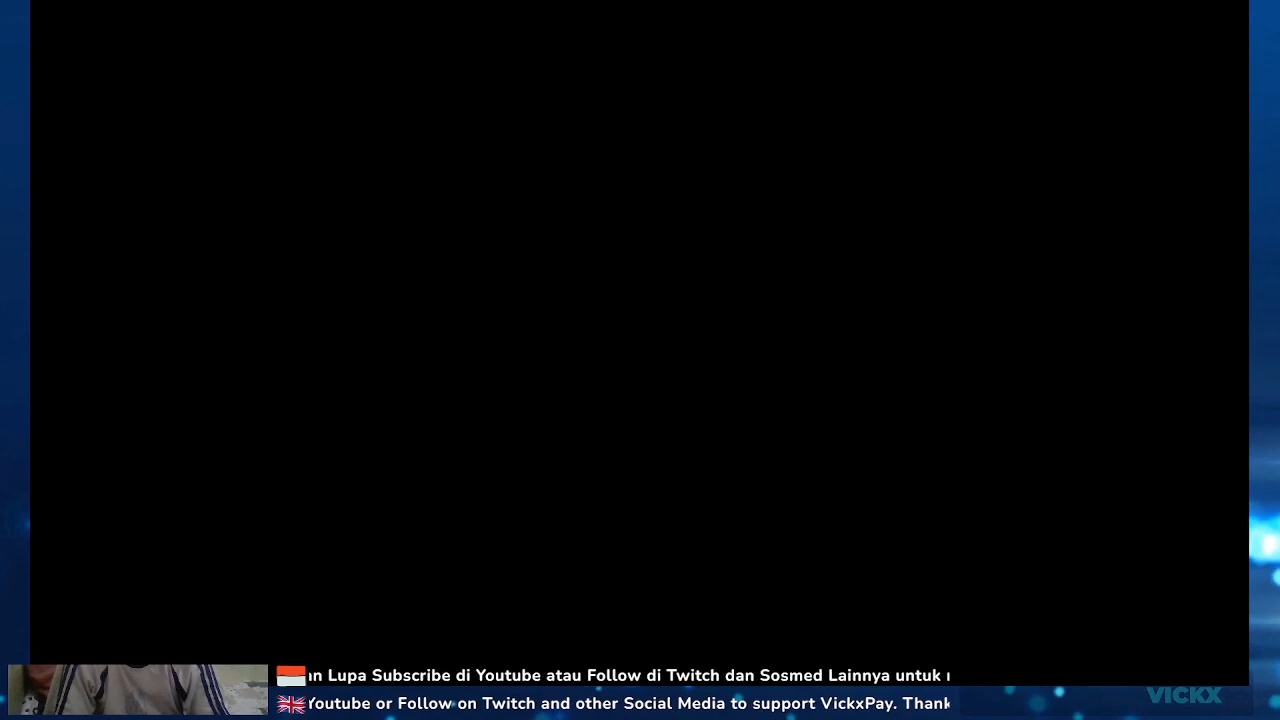 Lupa Subscribe di Youtube atau Follow di Twitch dan Sosmed Lainnya untuk
Youtube or Follow on Twitch and other Social Media to support VickxPay. Thank
VICKX